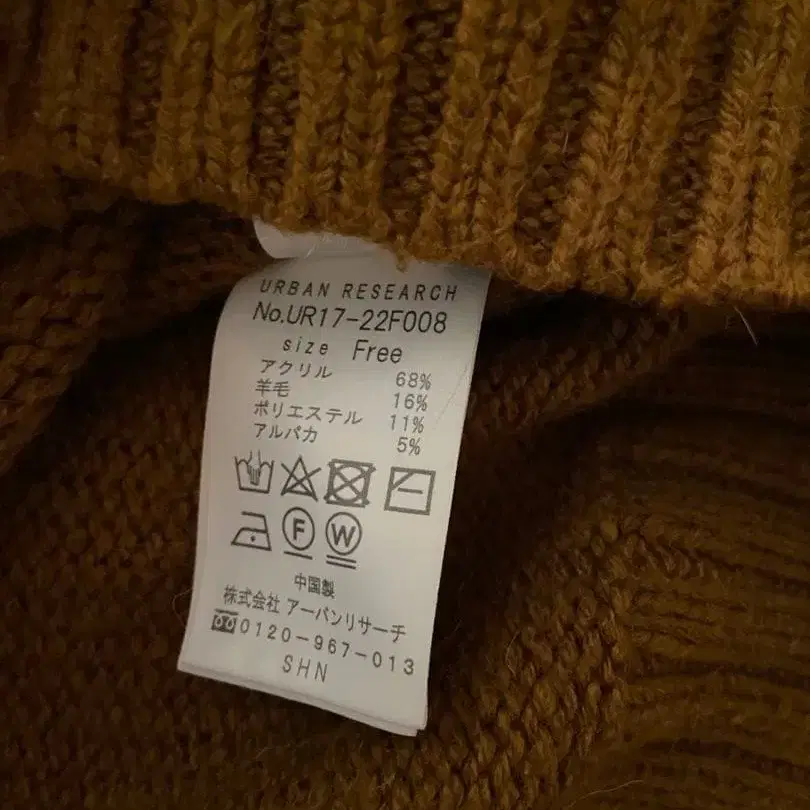 URBAN RESEARCH
No.UR17-22F008
size Free
アクリル 68%
羊毛 16%
ポリエステル 11%
アルパカ 5%
F W
中国製
株式会社 アーバンリサーチ
0120-967-013
SHN